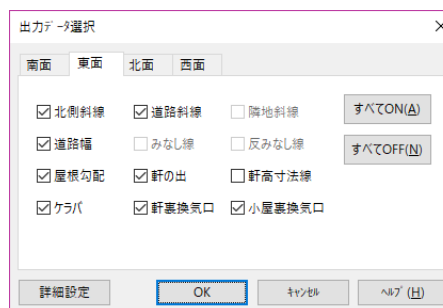 出力ﾃﾞｰﾀ選択
南面 東面 北面 西面
北側斜線 道路斜線 隣地斜線 すべてON(A)
道路幅 みなし線 反みなし線 すべてOFF(N)
屋根勾配 軒の出 軒高寸法線
ケラバ 軒裏換気口 小屋裏換気口
詳細設定 OK ｷｬﾝｾﾙ ﾍﾙﾌﾟ(H)